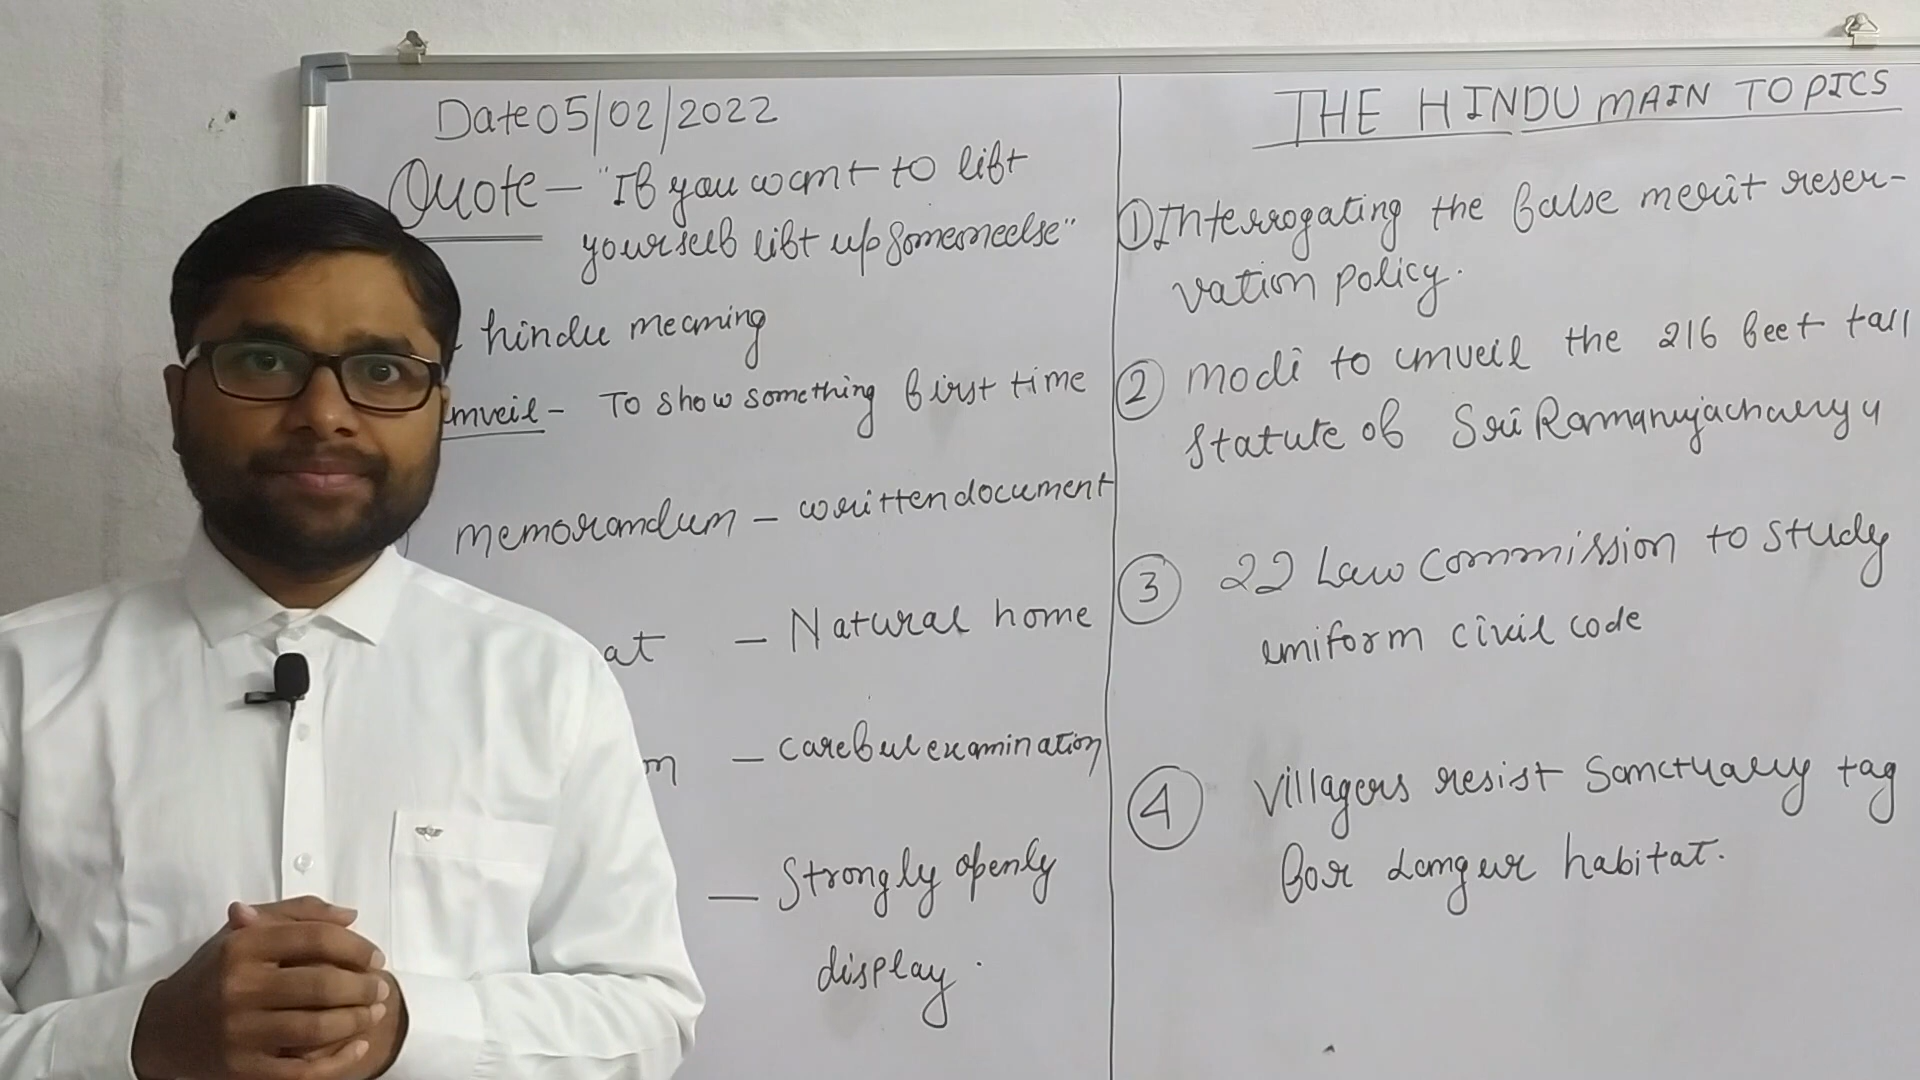 Date 05/02/2022
Quote – "If you want to lift
yourself lift up someoneelse"
hindu meaning
unveil – To show something first time
memorandum – written document
at – Natural home
m – careful examination
– Strongly openly
display.
THE HINDU MAIN TOPICS
① Interrogating the false merit reser-
vation policy.
② modi to unveil the 216 feet tall
statute of Sri Ramanujacharya
③ 22 Law Commission to study
uniform civil code
④ Villagers resist Sanctuary tag
for Langur habitat.